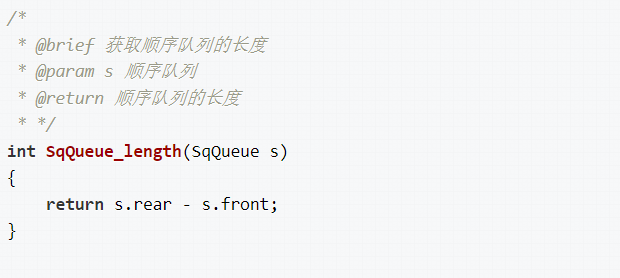 /*
 * @brief 获取顺序队列的长度
 * @param s 顺序队列
 * @return 顺序队列的长度
 * */
int SqQueue_length(SqQueue s)
{
    return s.rear - s.front;
}